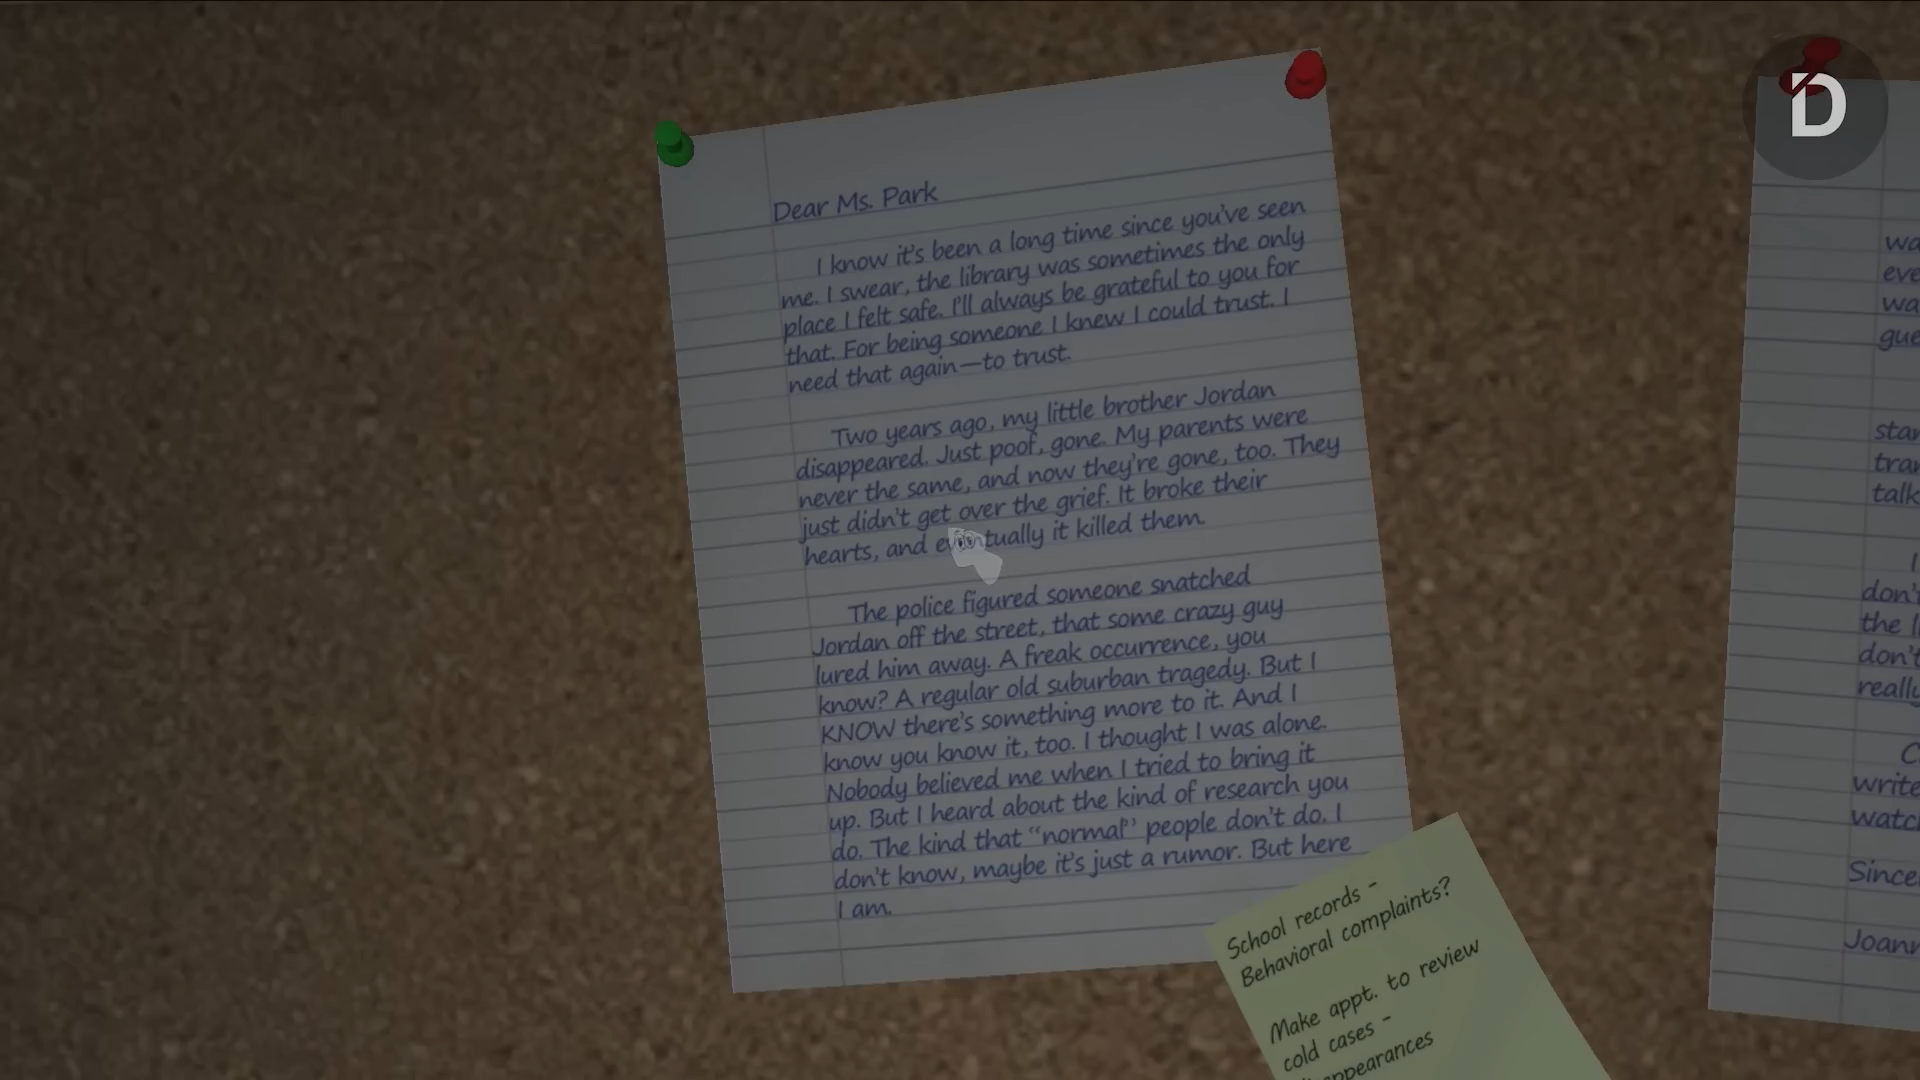 Dear Ms. Park
I know it's been a long time since you've seen
me. I swear, the library was sometimes the only
place I felt safe. I'll always be grateful to you for
that. For being someone I knew I could trust. I
need that again—to trust.
Two years ago, my little brother Jordan
disappeared. Just poof, gone. My parents were
never the same, and now they're gone, too. They
just didn't get over the grief. It broke their
hearts, and eventually it killed them.
The police figured someone snatched
Jordan off the street, that some crazy guy
lured him away. A freak occurrence, you
know? A regular old suburban tragedy. But I
KNOW there's something more to it. And I
know you know it, too. I thought I was alone.
Nobody believed me when I tried to bring it
up. But I heard about the kind of research you
do. The kind that “normal” people don't do. I
don't know, maybe it's just a rumor. But here
I am.
School records -
Behavioral complaints?
Make appt. to review
cold cases -
D
don't
the
don't
really
write
Joann